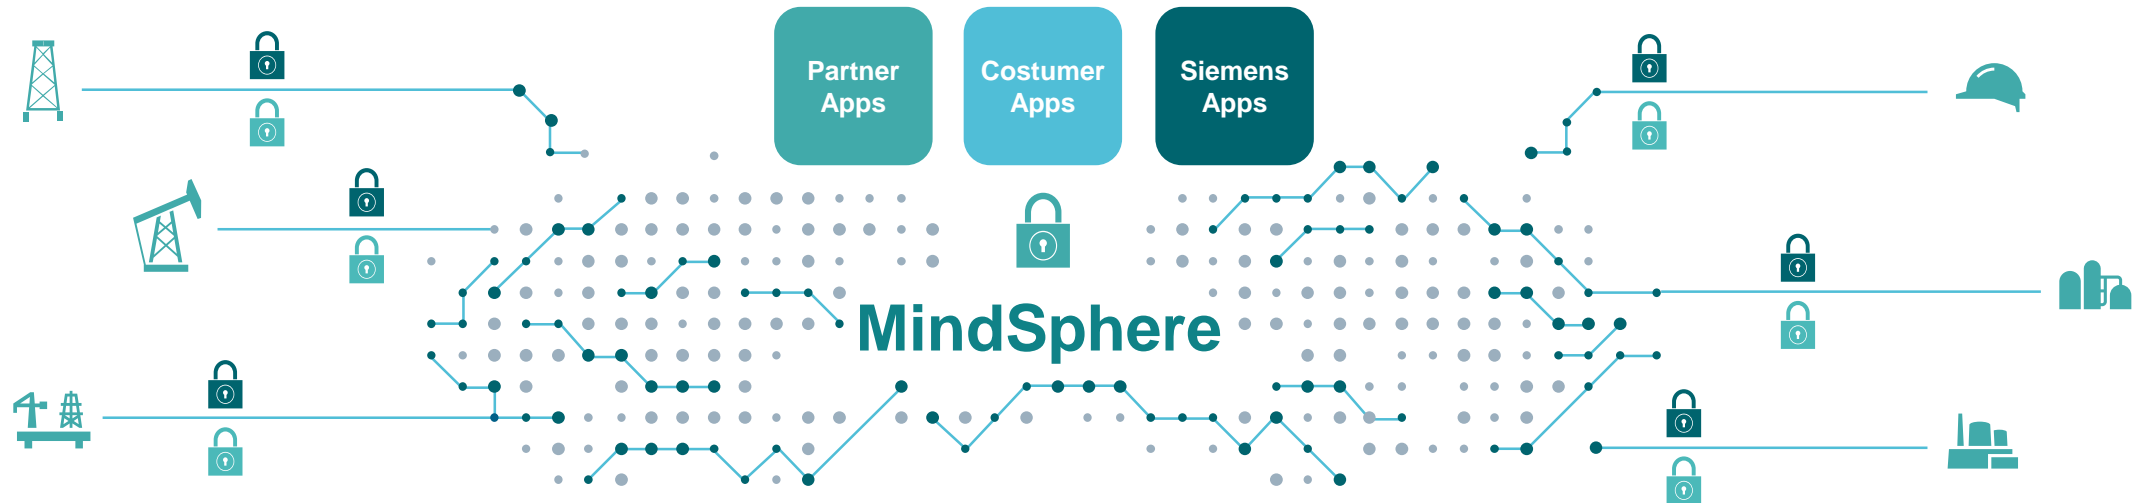 Partner
Apps
Costumer
Apps
Siemens
Apps
MindSphere